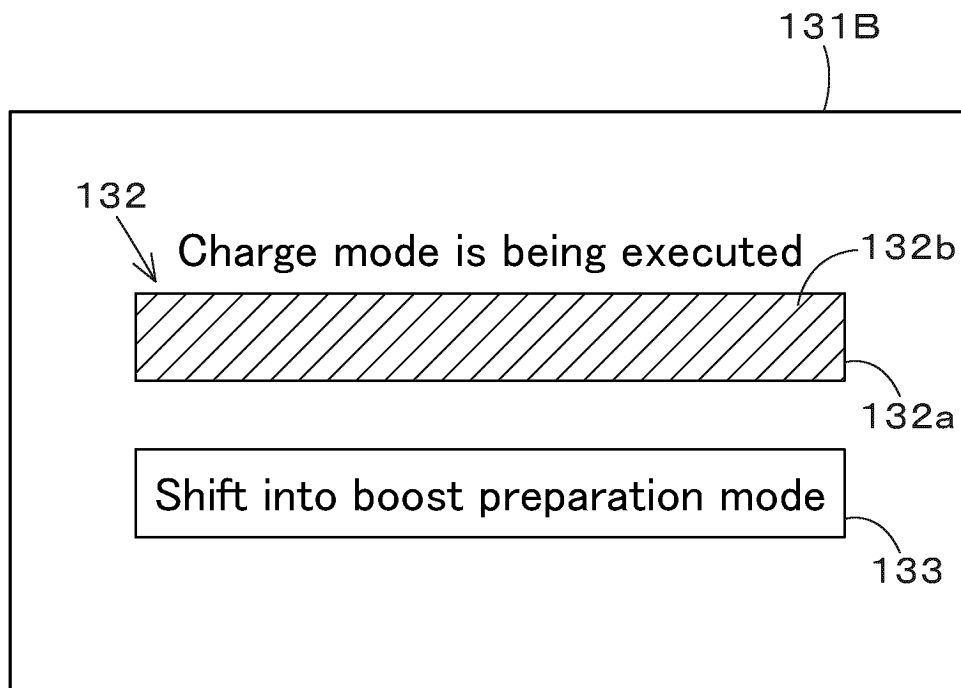 131B
132
Charge mode is being executed
132b
132a
Shift into boost preparation mode
133